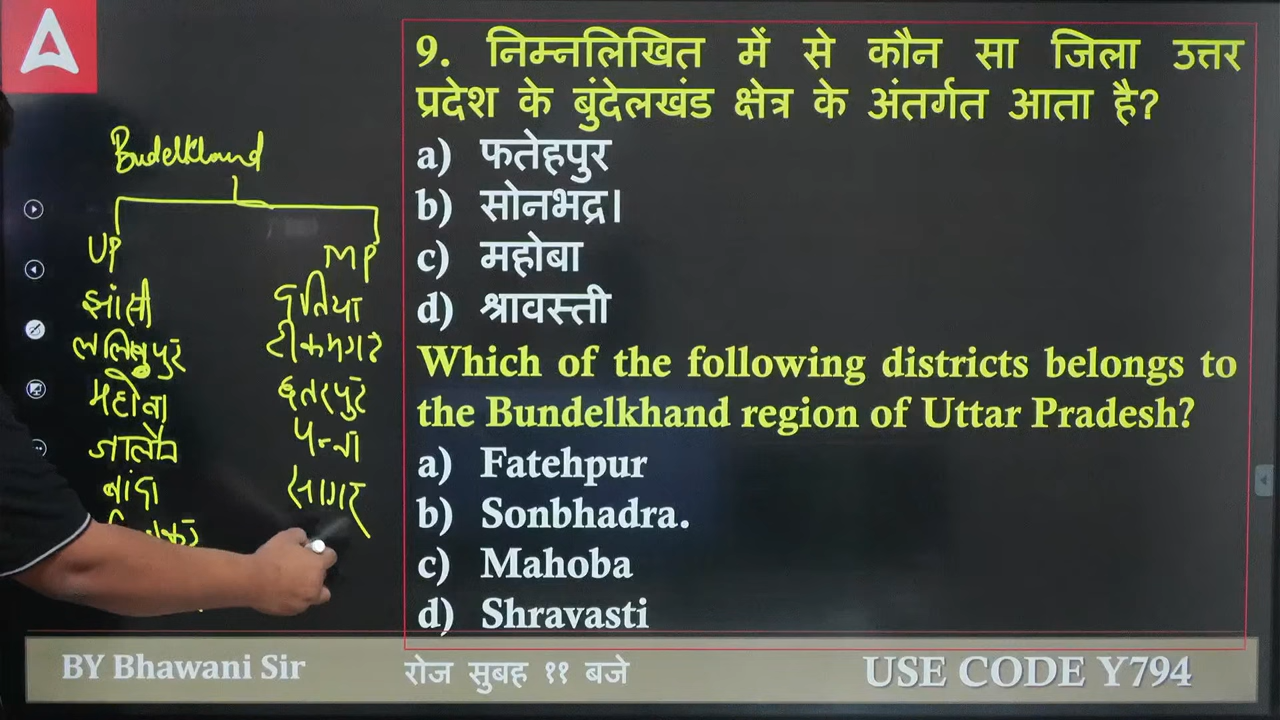 A
9. निम्नलिखित में से कौन सा जिला उत्तर
प्रदेश के बुंदेलखंड क्षेत्र के अंतर्गत आता है?
a) फतेहपुर
b) सोनभद्र।
c) महोबा
d) श्रावस्ती
Which of the following districts belongs to
the Bundelkhand region of Uttar Pradesh?
a) Fatehpur
b) Sonbhadra.
c) Mahoba
d) Shravasti
Budelkhand
UP MP
झांसी दतिया
ललितपुर टीकमगढ
महोबा छतरपुर
जालौन पन्ना
बांदा सागर
BY Bhawani Sir रोज सुबह ११ बजे USE CODE Y794